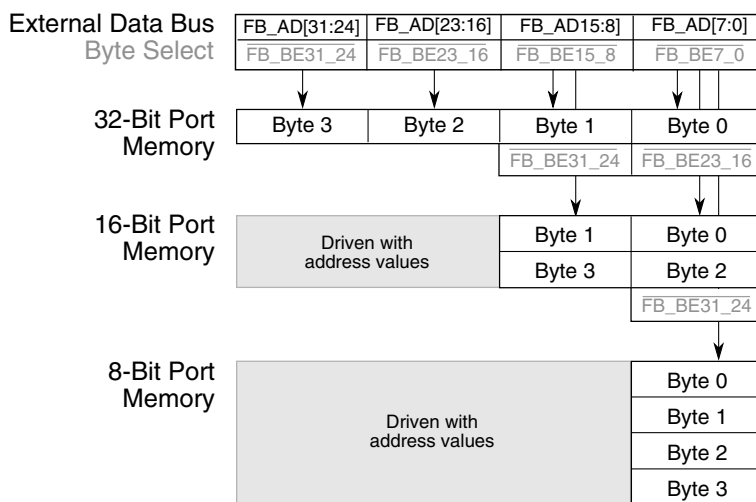 External Data Bus FB_AD[31:24] FB_AD[23:16] FB_AD15:8] FB_AD[7:0]
Byte Select FB_BE31_24 FB_BE23_16 FB_BE15_8 FB_BE7_0
32-Bit Port Byte 3 Byte 2 Byte 1 Byte 0
Memory FB_BE31_24 FB_BE23_16
16-Bit Port Byte 1 Byte 0
Memory Driven with
address values Byte 3 Byte 2
FB_BE31_24
8-Bit Port Byte 0
Memory Byte 1
Driven with
address values Byte 2
Byte 3